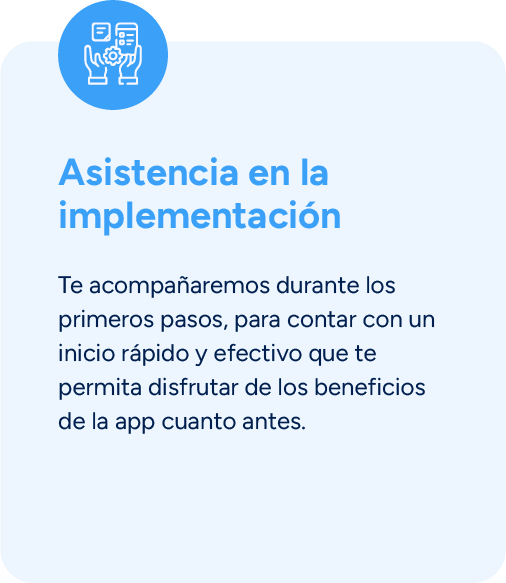 Asistencia en la
implementación
Te acompañaremos durante los
primeros pasos, para contar con un
inicio rápido y efectivo que te
permita disfrutar de los beneficios
de la app cuanto antes.